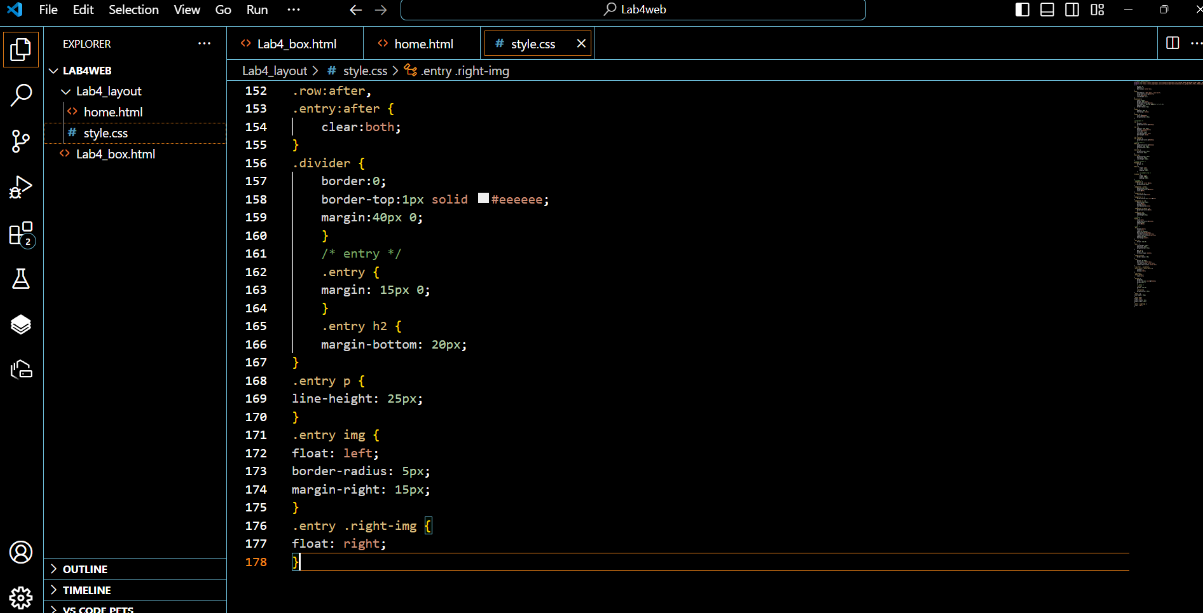 File Edit Selection View Go Run ··· Lab4web
EXPLORER ···
LAB4WEB
Lab4_layout
<> home.html
# style.css
<> Lab4_box.html
2
OUTLINE
TIMELINE
VS CODE PETS
<> Lab4_box.html <> home.html # style.css
Lab4_layout > # style.css > .entry .right-img
152 .row:after,
153 .entry:after {
154 clear:both;
155 }
156 .divider {
157 border:0;
158 border-top:1px solid #eeeeee;
159 margin:40px 0;
160 }
161 /* entry */
162 .entry {
163 margin: 15px 0;
164 }
165 .entry h2 {
166 margin-bottom: 20px;
167 }
168 .entry p {
169 line-height: 25px;
170 }
171 .entry img {
172 float: left;
173 border-radius: 5px;
174 margin-right: 15px;
175 }
176 .entry .right-img {
177 float: right;
178 }